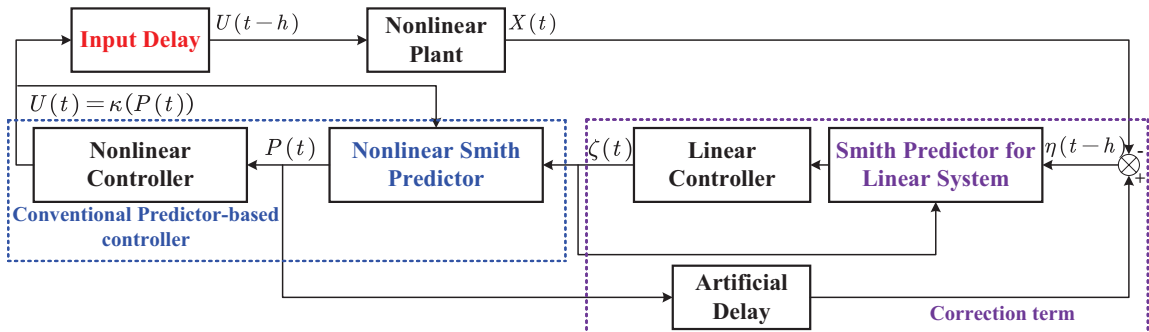 Input Delay
U(t−h)
Nonlinear
Plant
X(t)
U(t)=κ(P(t))
Nonlinear
Controller
P(t)
Nonlinear Smith
Predictor
ζ(t)
Linear
Controller
Smith Predictor for
Linear System
η(t−h)
-
+
Conventional Predictor-based
controller
Artificial
Delay
Correction term